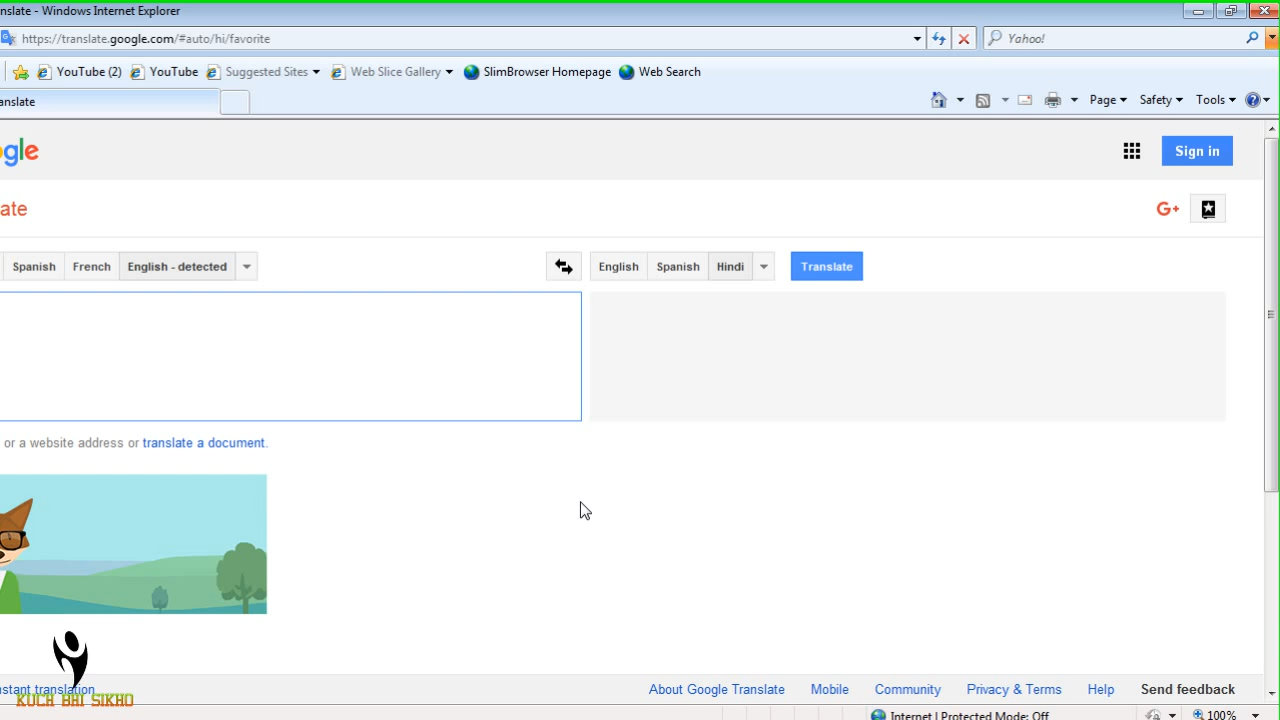 nslate - Windows Internet Explorer
https://translate.google.com/#auto/hi/favorite
Yahoo!
YouTube (2) YouTube Suggested Sites Web Slice Gallery SlimBrowser Homepage Web Search
anslate
Page Safety Tools
ogle
Sign in
ate
G+
Spanish French English - detected English Spanish Hindi Translate
or a website address or translate a document.
KUCH BHI SIKHO
stant translation About Google Translate Mobile Community Privacy & Terms Help Send feedback
Internet | Protected Mode: Off 100%